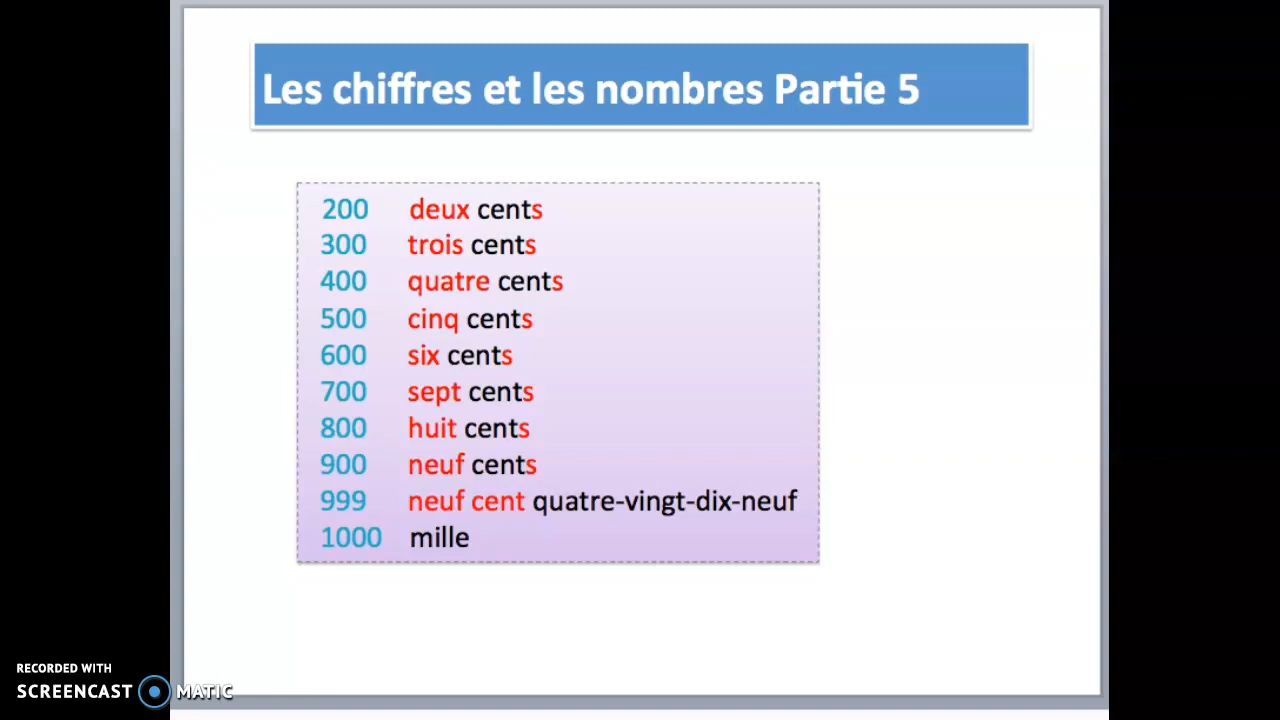 Les chiffres et les nombres Partie 5
200 deux cents
300 trois cents
400 quatre cents
500 cinq cents
600 six cents
700 sept cents
800 huit cents
900 neuf cents
999 neuf cent quatre-vingt-dix-neuf
1000 mille
RECORDED WITH
SCREENCAST MATIC